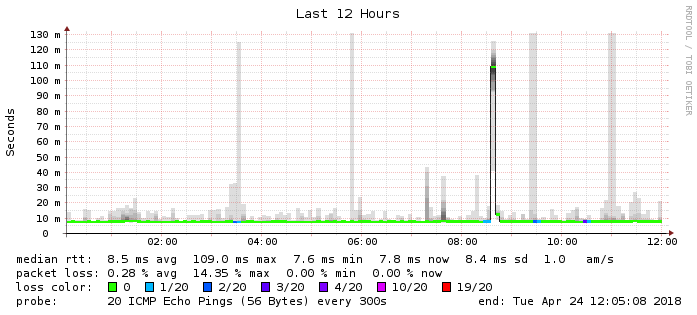 Last 12 Hours
RRDTOOL / TOBI OETIKER
Seconds
130 m
120 m
110 m
100 m
90 m
80 m
70 m
60 m
50 m
40 m
30 m
20 m
10 m
0
02:00 04:00 06:00 08:00 10:00 12:00
median rtt: 8.5 ms avg 109.0 ms max 7.6 ms min 7.8 ms now 8.4 ms sd 1.0 am/s
packet loss: 0.28 % avg 14.35 % max 0.00 % min 0.00 % now
loss color: 0 1/20 2/20 3/20 4/20 10/20 19/20
probe: 20 ICMP Echo Pings (56 Bytes) every 300s end: Tue Apr 24 12:05:08 2018